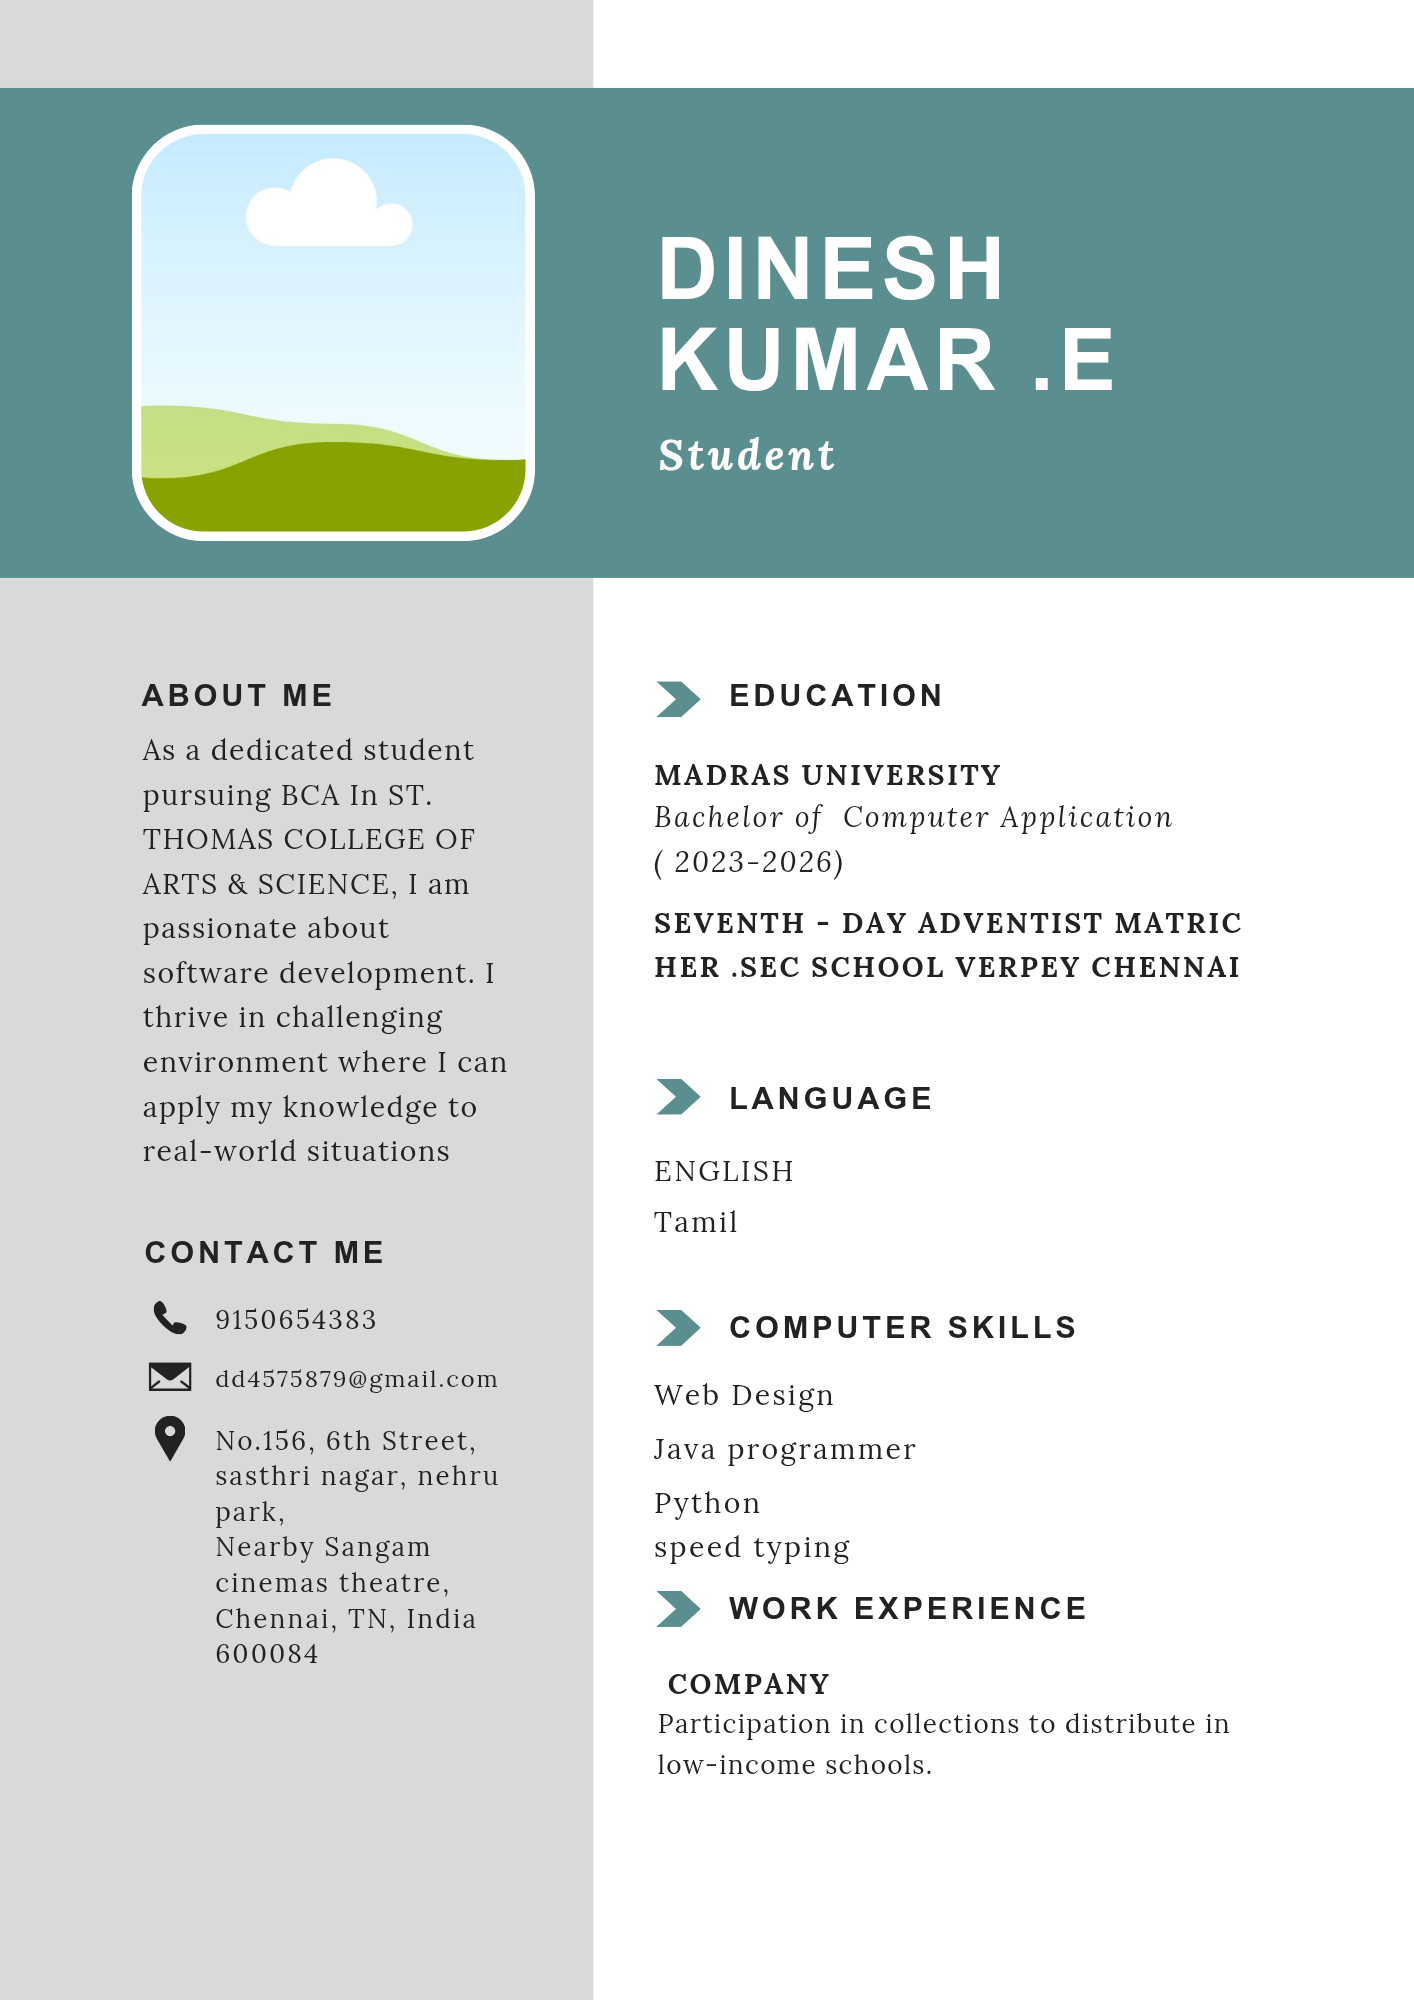 DINESH
KUMAR .E
Student
ABOUT ME
As a dedicated student
pursuing BCA In ST.
THOMAS COLLEGE OF
ARTS & SCIENCE, I am
passionate about
software development. I
thrive in challenging
environment where I can
apply my knowledge to
real-world situations
CONTACT ME
9150654383
dd4575879@gmail.com
No.156, 6th Street,
sasthri nagar, nehru
park,
Nearby Sangam
cinemas theatre,
Chennai, TN, India
600084
EDUCATION
MADRAS UNIVERSITY
Bachelor of  Computer Application
( 2023-2026)
SEVENTH - DAY ADVENTIST MATRIC
HER .SEC SCHOOL VERPEY CHENNAI
LANGUAGE
ENGLISH
Tamil
COMPUTER SKILLS
Web Design
Java programmer
Python
speed typing
WORK EXPERIENCE
COMPANY
Participation in collections to distribute in
low-income schools.